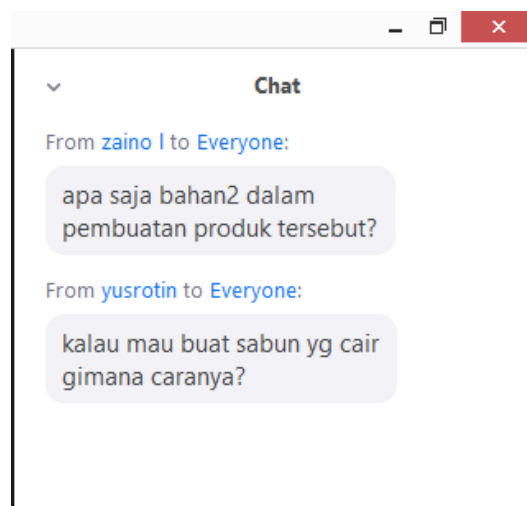 Chat
From zaino l to Everyone:
apa saja bahan2 dalam
pembuatan produk tersebut?
From yusrotin to Everyone:
kalau mau buat sabun yg cair
gimana caranya?